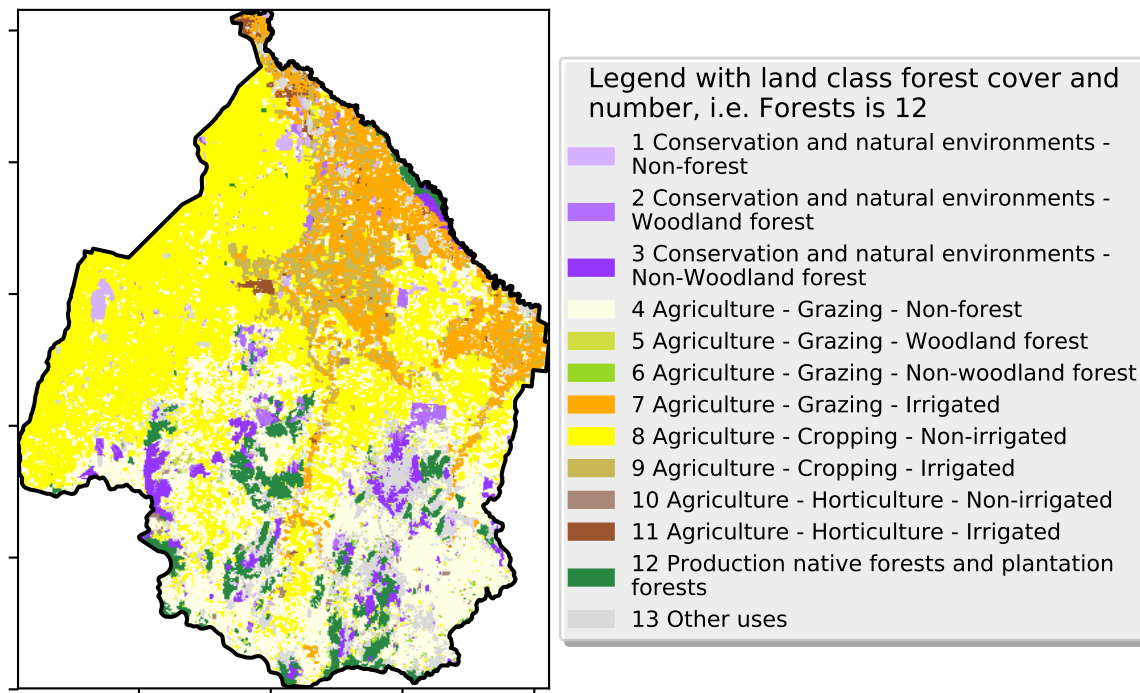 Legend with land class forest cover and
number, i.e. Forests is 12
1 Conservation and natural environments -
Non-forest
2 Conservation and natural environments -
Woodland forest
3 Conservation and natural environments -
Non-Woodland forest
4 Agriculture - Grazing - Non-forest
5 Agriculture - Grazing - Woodland forest
6 Agriculture - Grazing - Non-woodland forest
7 Agriculture - Grazing - Irrigated
8 Agriculture - Cropping - Non-irrigated
9 Agriculture - Cropping - Irrigated
10 Agriculture - Horticulture - Non-irrigated
11 Agriculture - Horticulture - Irrigated
12 Production native forests and plantation
forests
13 Other uses